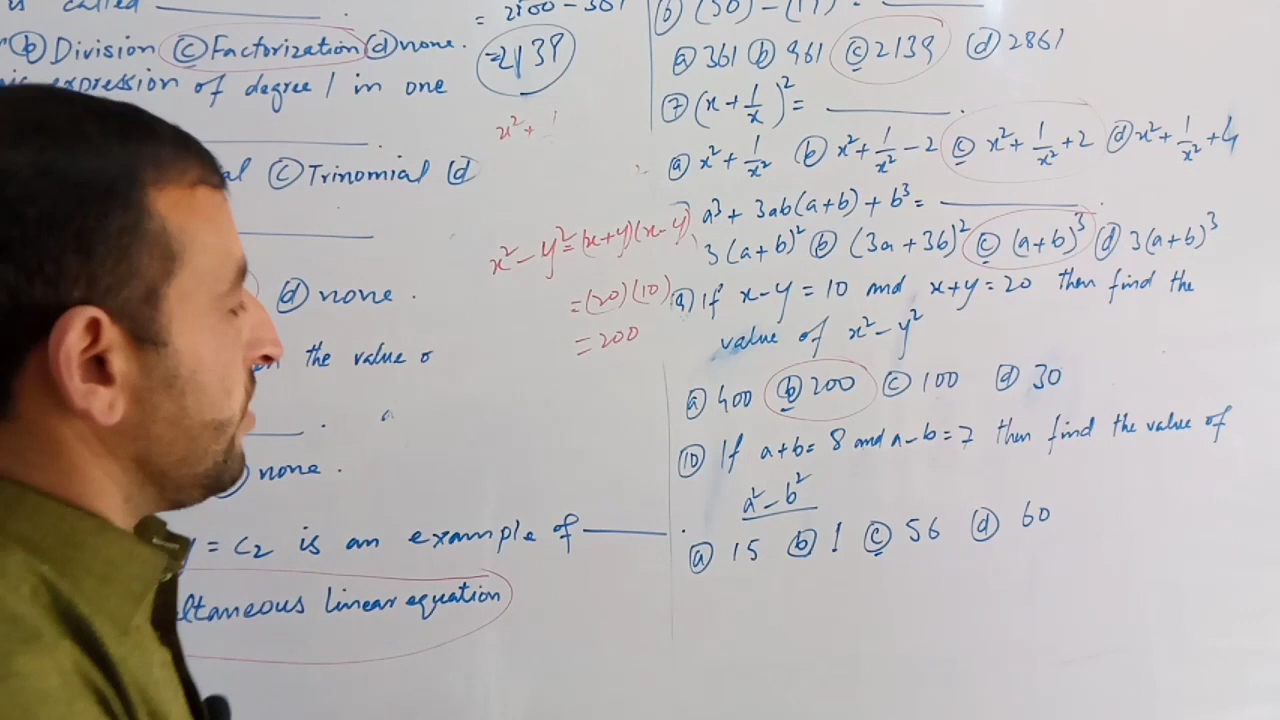 is called ______.
ⓑ Division ⓒ Factorization ⓓ none.
expression of degree 1 in one
ⓒ Trinomial ⓓ
ⓓ none.
the value o
none.
= c₂ is an example of ______.
ltaneous linear equation
= 2139
x² + 1
x² - y² = (x+y)(x-y)
= (20)(10)
= 200
ⓐ 361 ⓑ 961 ⓒ 2139 ⓓ 2861
⑦ (x + 1/x)² = ______.
ⓐ x² + 1/x² ⓑ x² + 1/x² - 2 ⓒ x² + 1/x² + 2 ⓓ x² + 1/x² + 4
a³ + 3ab(a+b) + b³ = ______.
3(a+b)² ⓑ (3a+3b)² ⓒ (a+b)³ ⓓ 3(a+b)³
⑨ If x-y = 10 and x+y = 20 then find the
value of x² - y²
ⓐ 400 ⓑ 200 ⓒ 100 ⓓ 30
⑩ If a+b = 8 and a-b = 7 then find the value of
a² - b²
ⓐ 15 ⓑ 1 ⓒ 56 ⓓ 60